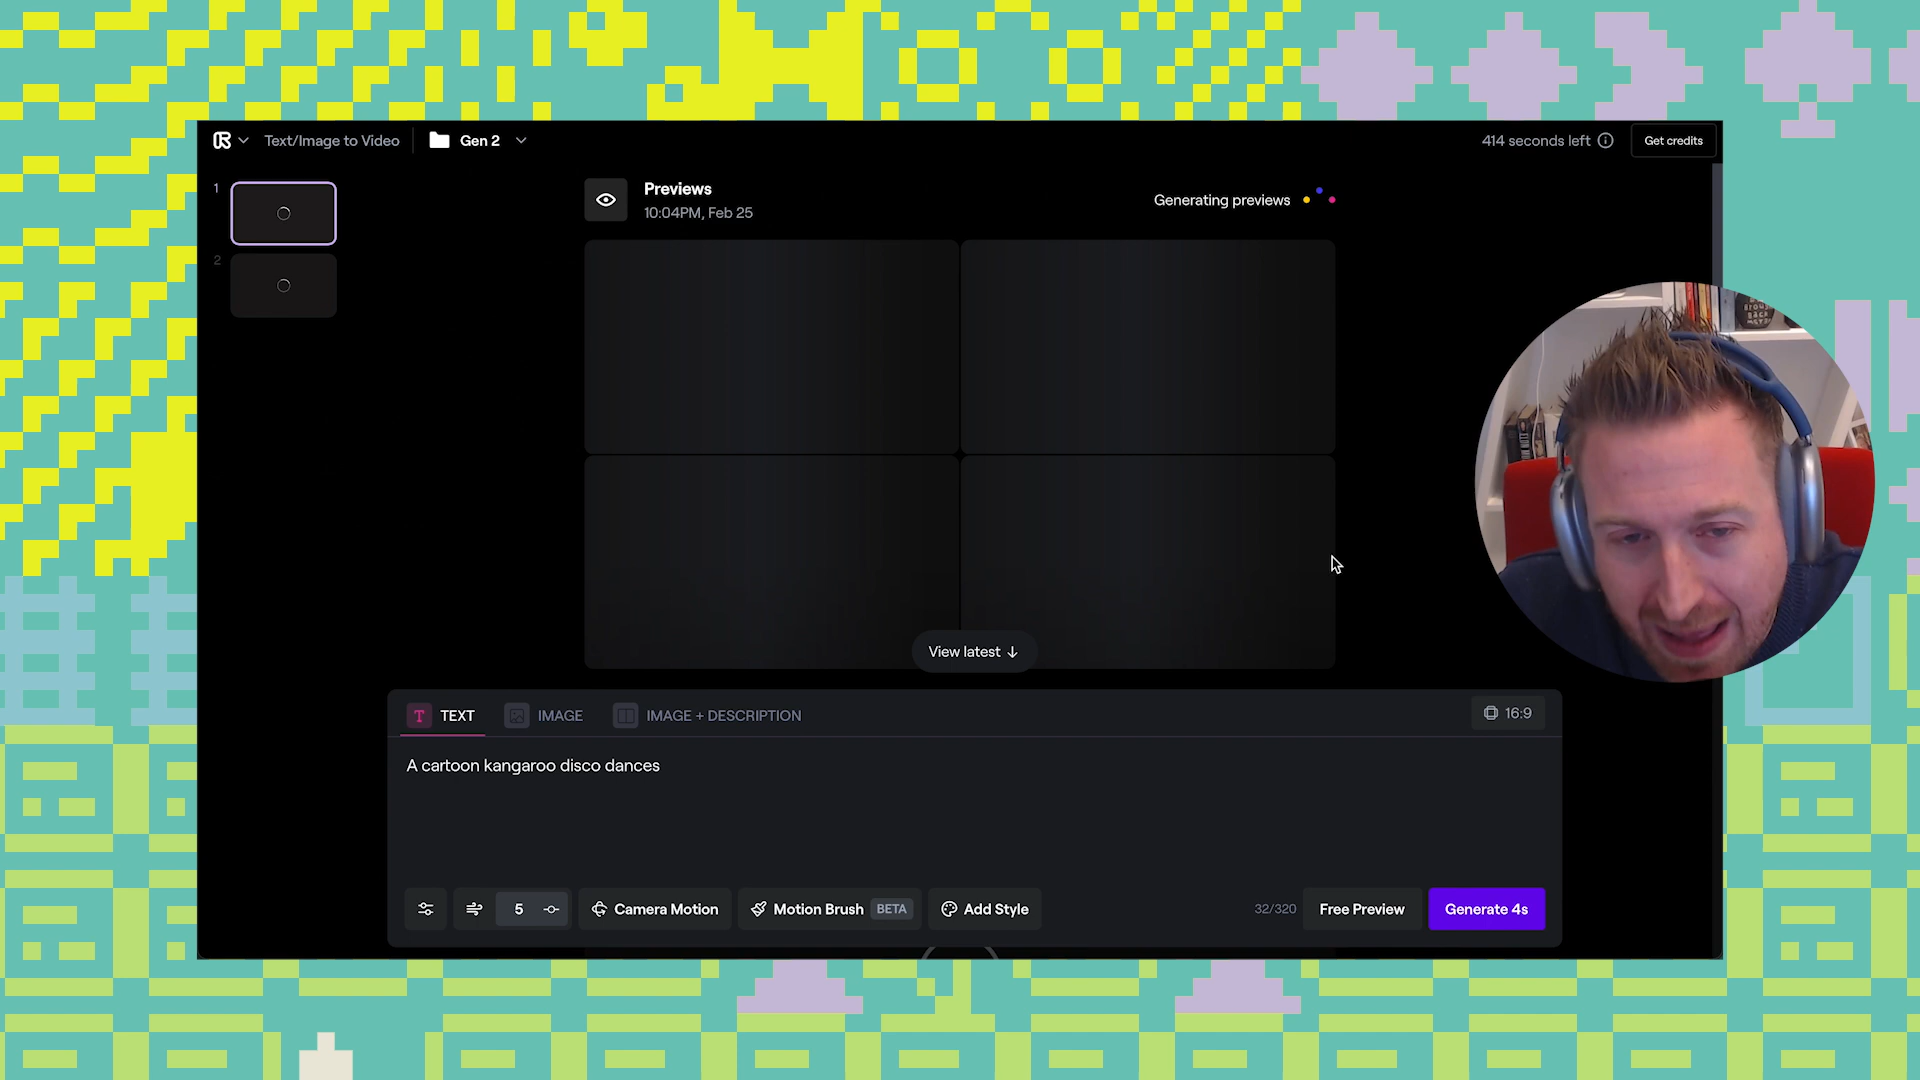 Text/Image to Video
Gen 2
414 seconds left
Get credits
1
2
Previews
10:04PM, Feb 25
Generating previews
View latest ↓
T TEXT
IMAGE
IMAGE + DESCRIPTION
16:9
A cartoon kangaroo disco dances
5
Camera Motion
Motion Brush BETA
Add Style
32/320
Free Preview
Generate 4s